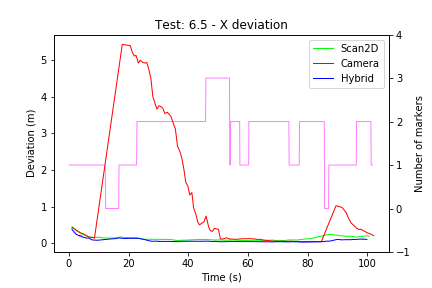 Test: 6.5 - X deviation
Scan2D
Camera
Hybrid
Deviation (m)
5
4
3
2
1
0
4
3
2
1
0
−1
Number of markers
0 20 40 60 80 100
Time (s)